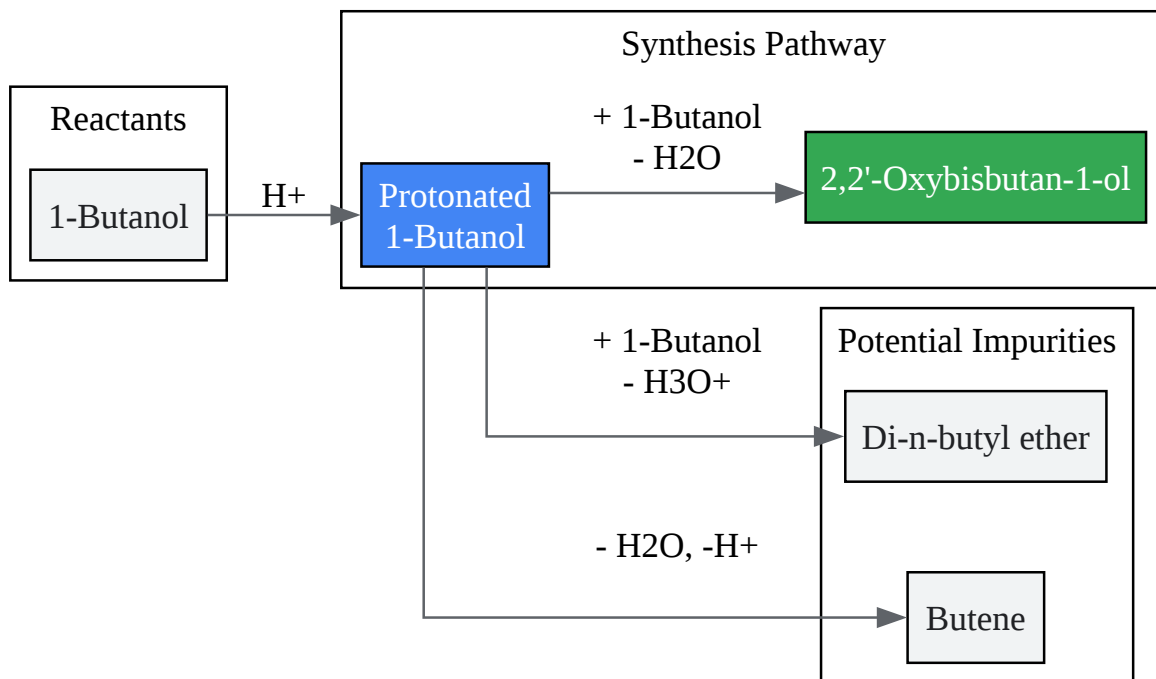 Synthesis Pathway
Reactants
1-Butanol
H+
Protonated
1-Butanol
+ 1-Butanol
- H2O
2,2'-Oxybisbutan-1-ol
+ 1-Butanol
- H3O+
Potential Impurities
Di-n-butyl ether
- H2O, -H+
Butene